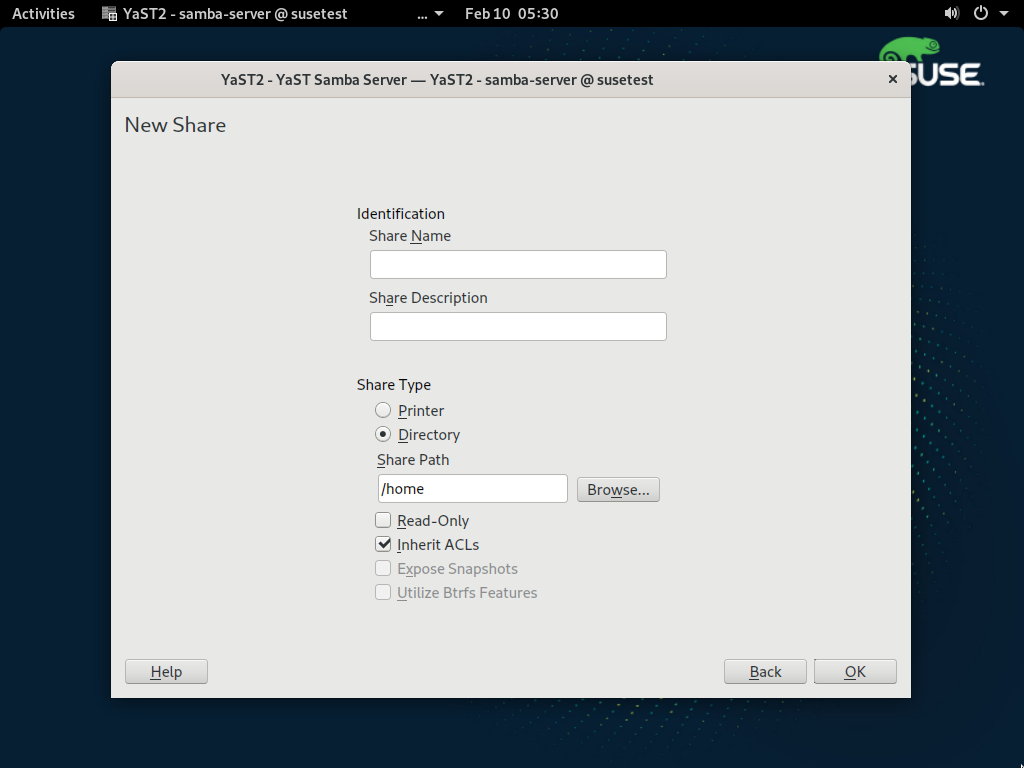 Activities YaST2 - samba-server @ susetest ... Feb 10 05:30
SUSE.
YaST2 - YaST Samba Server — YaST2 - samba-server @ susetest ×
New Share
Identification
Share Name
Share Description
Share Type
Printer
Directory
Share Path
/home Browse...
Read-Only
Inherit ACLs
Expose Snapshots
Utilize Btrfs Features
Help Back OK